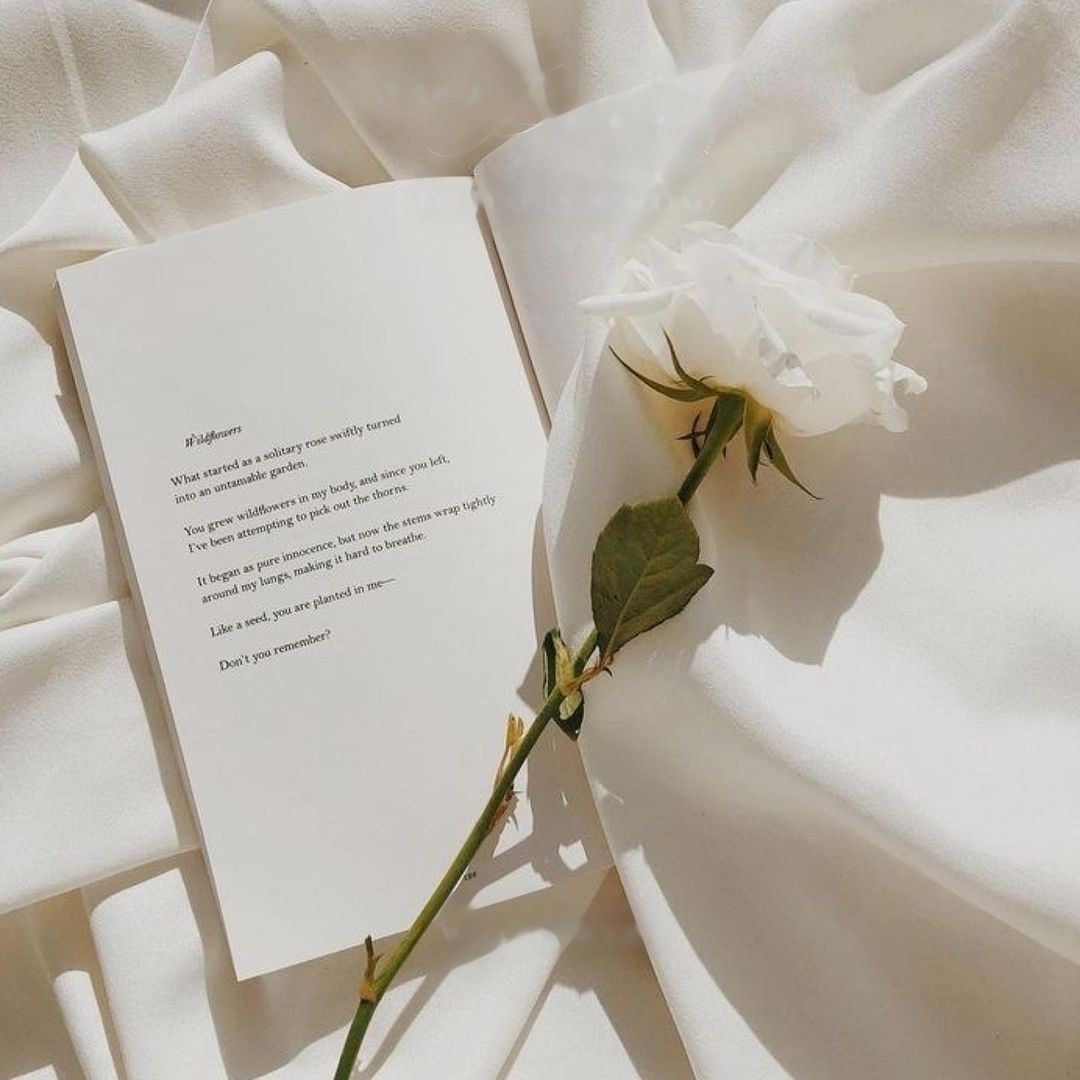 Wildflowers
What started as a solitary rose swiftly turned
into an untamable garden.
You grew wildflowers in my body, and since you left,
I've been attempting to pick out the thorns.
It began as pure innocence, but now the stems wrap tightly
around my lungs, making it hard to breathe.
Like a seed, you are planted in me—
Don't you remember?